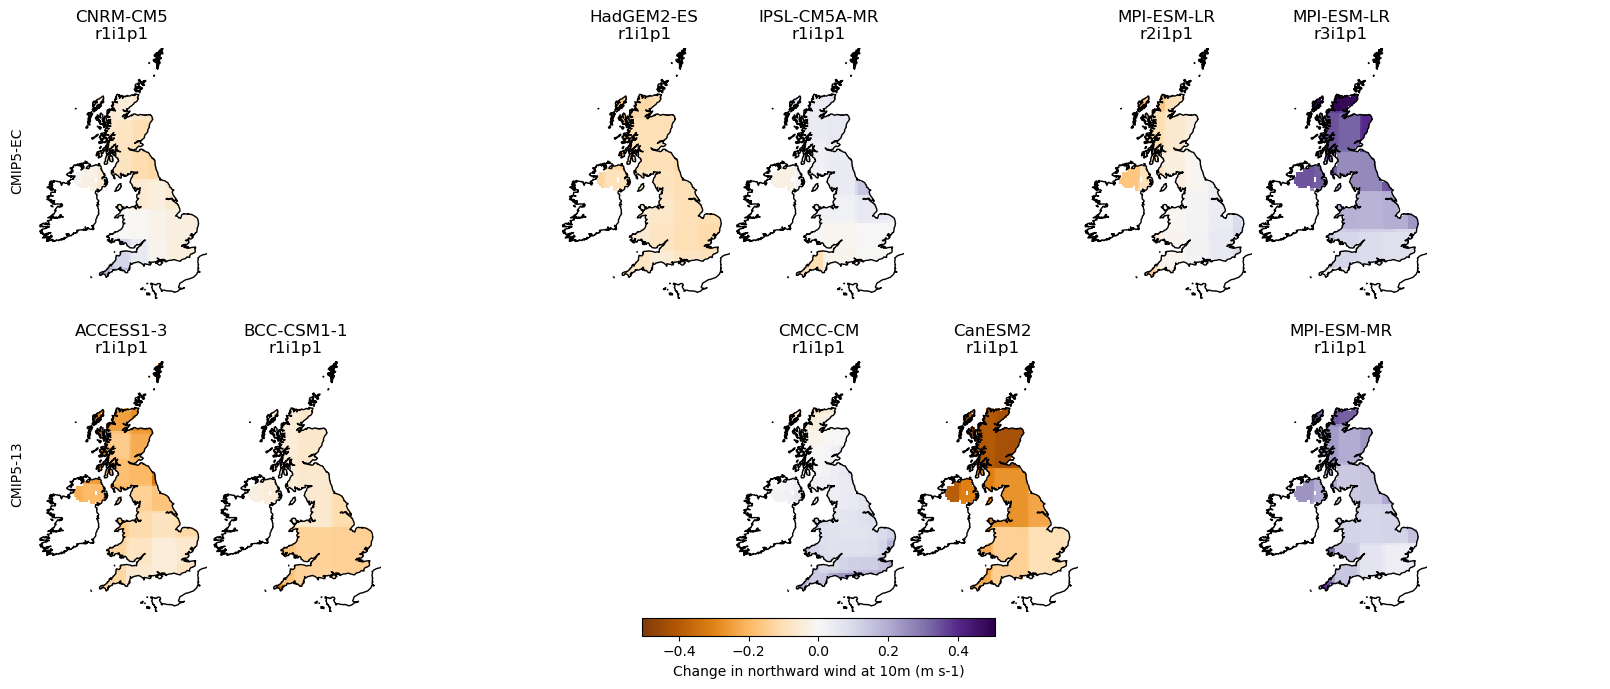 CNRM-CM5
r1i1p1
HadGEM2-ES
r1i1p1
IPSL-CM5A-MR
r1i1p1
MPI-ESM-LR
r2i1p1
MPI-ESM-LR
r3i1p1
CMIP5-EC
ACCESS1-3
r1i1p1
BCC-CSM1-1
r1i1p1
CMCC-CM
r1i1p1
CanESM2
r1i1p1
MPI-ESM-MR
r1i1p1
CMIP5-13
−0.4 −0.2 0.0 0.2 0.4
Change in northward wind at 10m (m s-1)